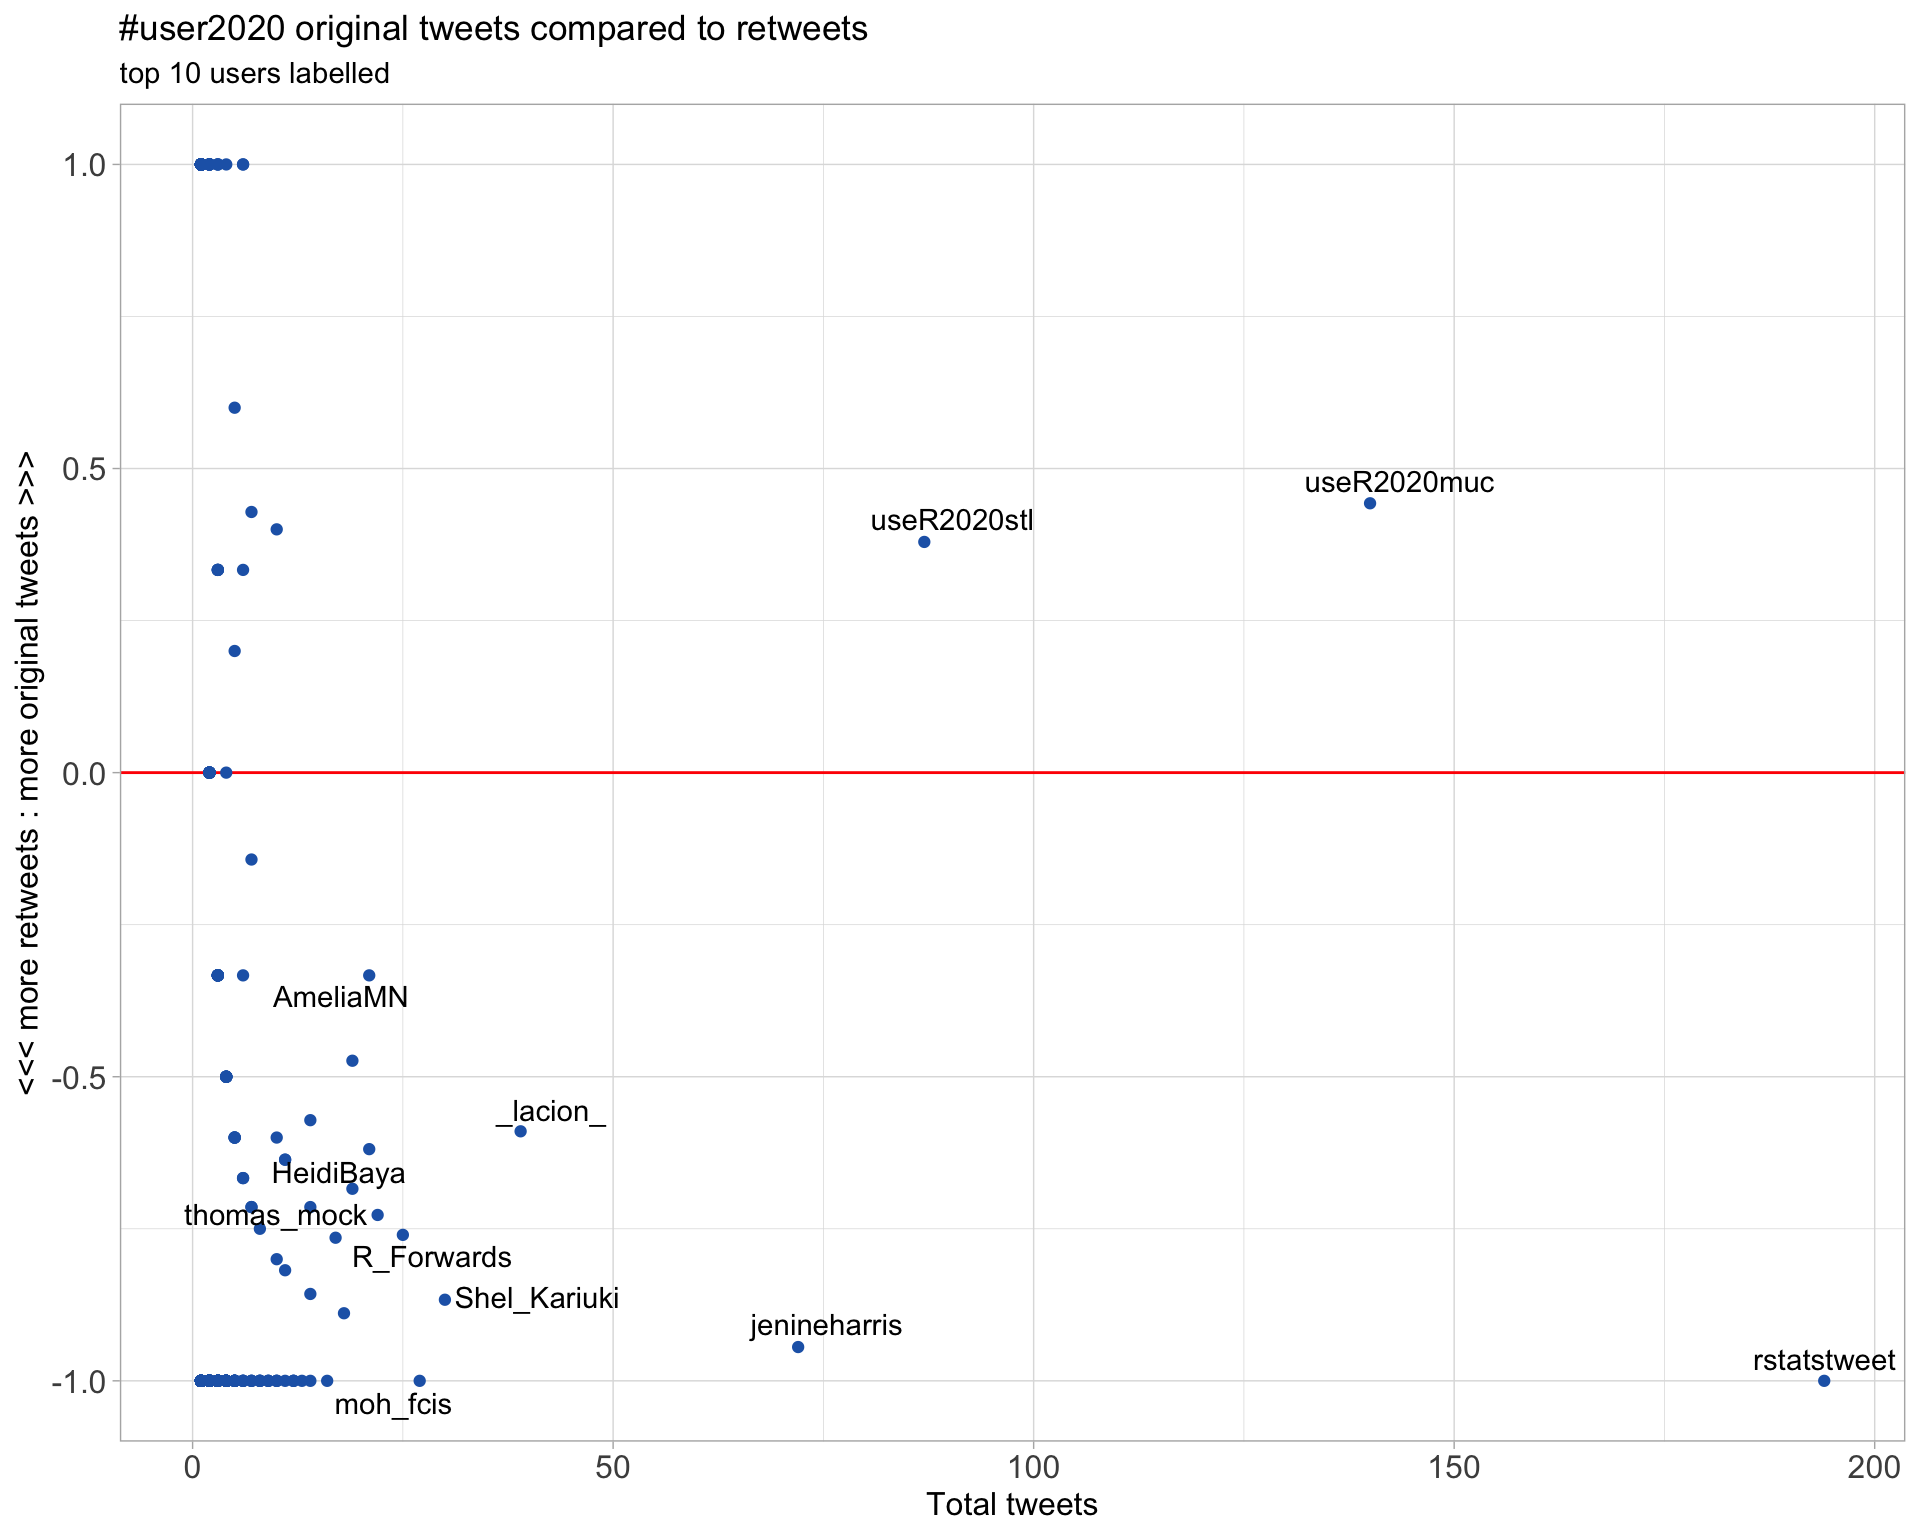 #user2020 original tweets compared to retweets
top 10 users labelled
<<< more retweets : more original tweets >>>
1.0
0.5
0.0
-0.5
-1.0
useR2020muc
useR2020stl
AmeliaMN
_lacion_
HeidiBaya
thomas_mock
R_Forwards
Shel_Kariuki
jenineharris
rstatstweet
moh_fcis
0 50 100 150 200
Total tweets